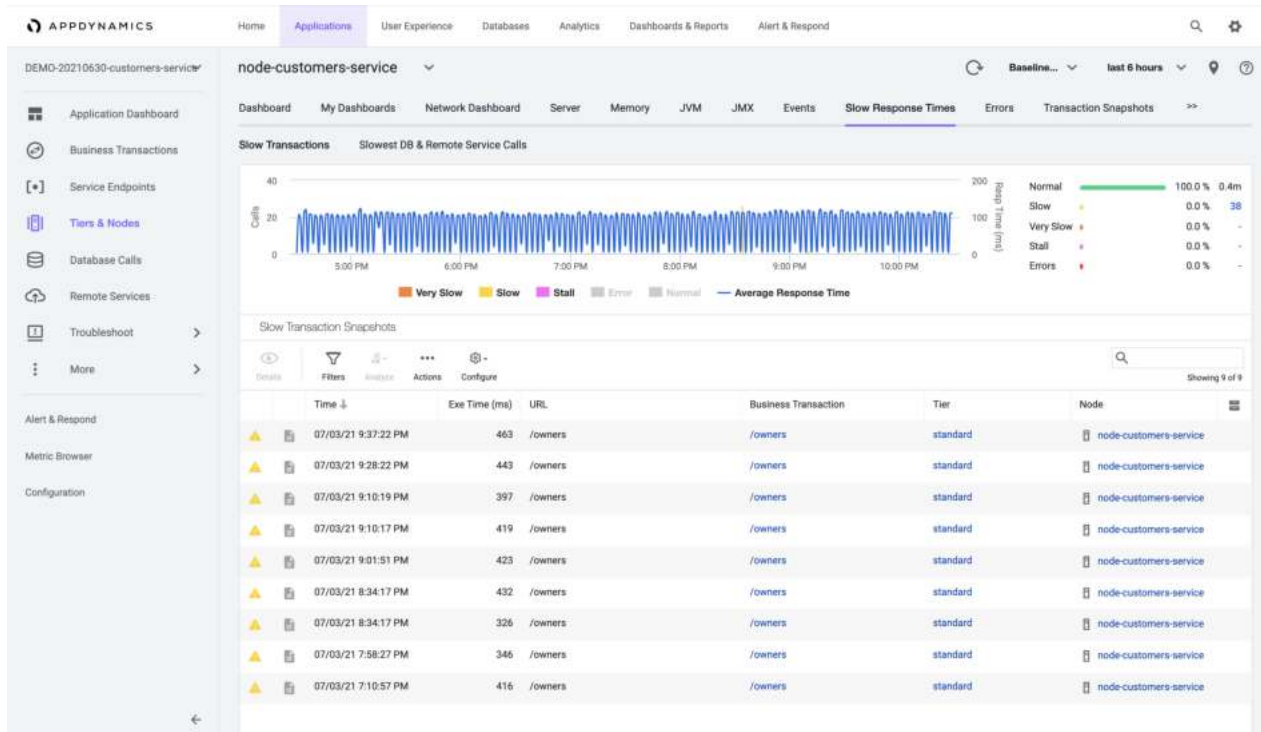 APPDYNAMICS
Home Applications User Experience Databases Analytics Dashboards & Reports Alert & Respond
DEMO-20210630-customers-service
node-customers-service
Baseline... last 6 hours
Dashboard My Dashboards Network Dashboard Server Memory JVM JMX Events Slow Response Times Errors Transaction Snapshots >>
Application Dashboard
Business Transactions
Service Endpoints
Tiers & Nodes
Database Calls
Remote Services
Troubleshoot
More
Alert & Respond
Metric Browser
Configuration
Slow Transactions Slowest DB & Remote Service Calls
40
20
0
Calls
200
100
0
Resp Time (ms)
5:00 PM 6:00 PM 7:00 PM 8:00 PM 9:00 PM 10:00 PM
Very Slow Slow Stall Error Normal Average Response Time
Normal 100.0 % 0.4m
Slow 0.0 % 38
Very Slow 0.0 % -
Stall 0.0 % -
Errors 0.0 % -
Slow Transaction Snapshots
Details Filters Analyze Actions Configure
Showing 9 of 9
Time Exe Time (ms) URL Business Transaction Tier Node
07/03/21 9:37:22 PM 463 /owners /owners standard node-customers-service
07/03/21 9:28:22 PM 443 /owners /owners standard node-customers-service
07/03/21 9:10:19 PM 397 /owners /owners standard node-customers-service
07/03/21 9:10:17 PM 419 /owners /owners standard node-customers-service
07/03/21 9:01:51 PM 423 /owners /owners standard node-customers-service
07/03/21 8:34:17 PM 432 /owners /owners standard node-customers-service
07/03/21 8:34:17 PM 326 /owners /owners standard node-customers-service
07/03/21 7:58:27 PM 346 /owners /owners standard node-customers-service
07/03/21 7:10:57 PM 416 /owners /owners standard node-customers-service